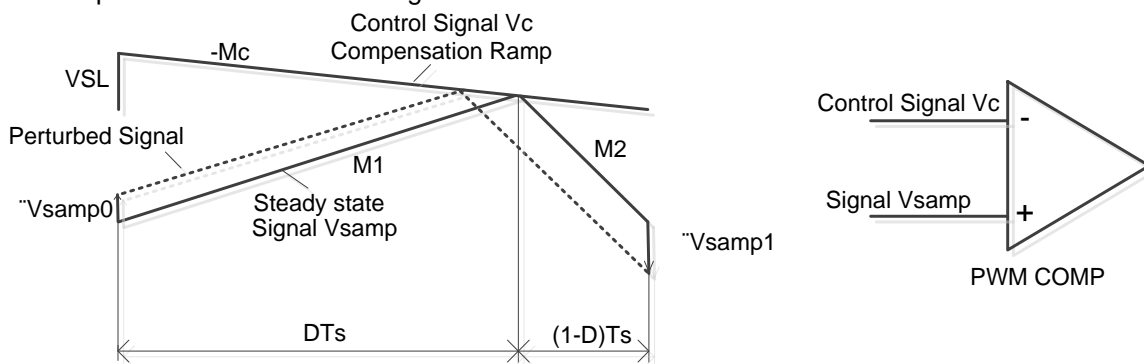 Control Signal Vc
-Mc
Compensation Ramp
VSL
Control Signal Vc
-
Perturbed Signal
M2
M1
Steady state
Signal Vsamp
¨Vsamp0
Signal Vsamp
+
¨Vsamp1
PWM COMP
DTs
(1-D)Ts